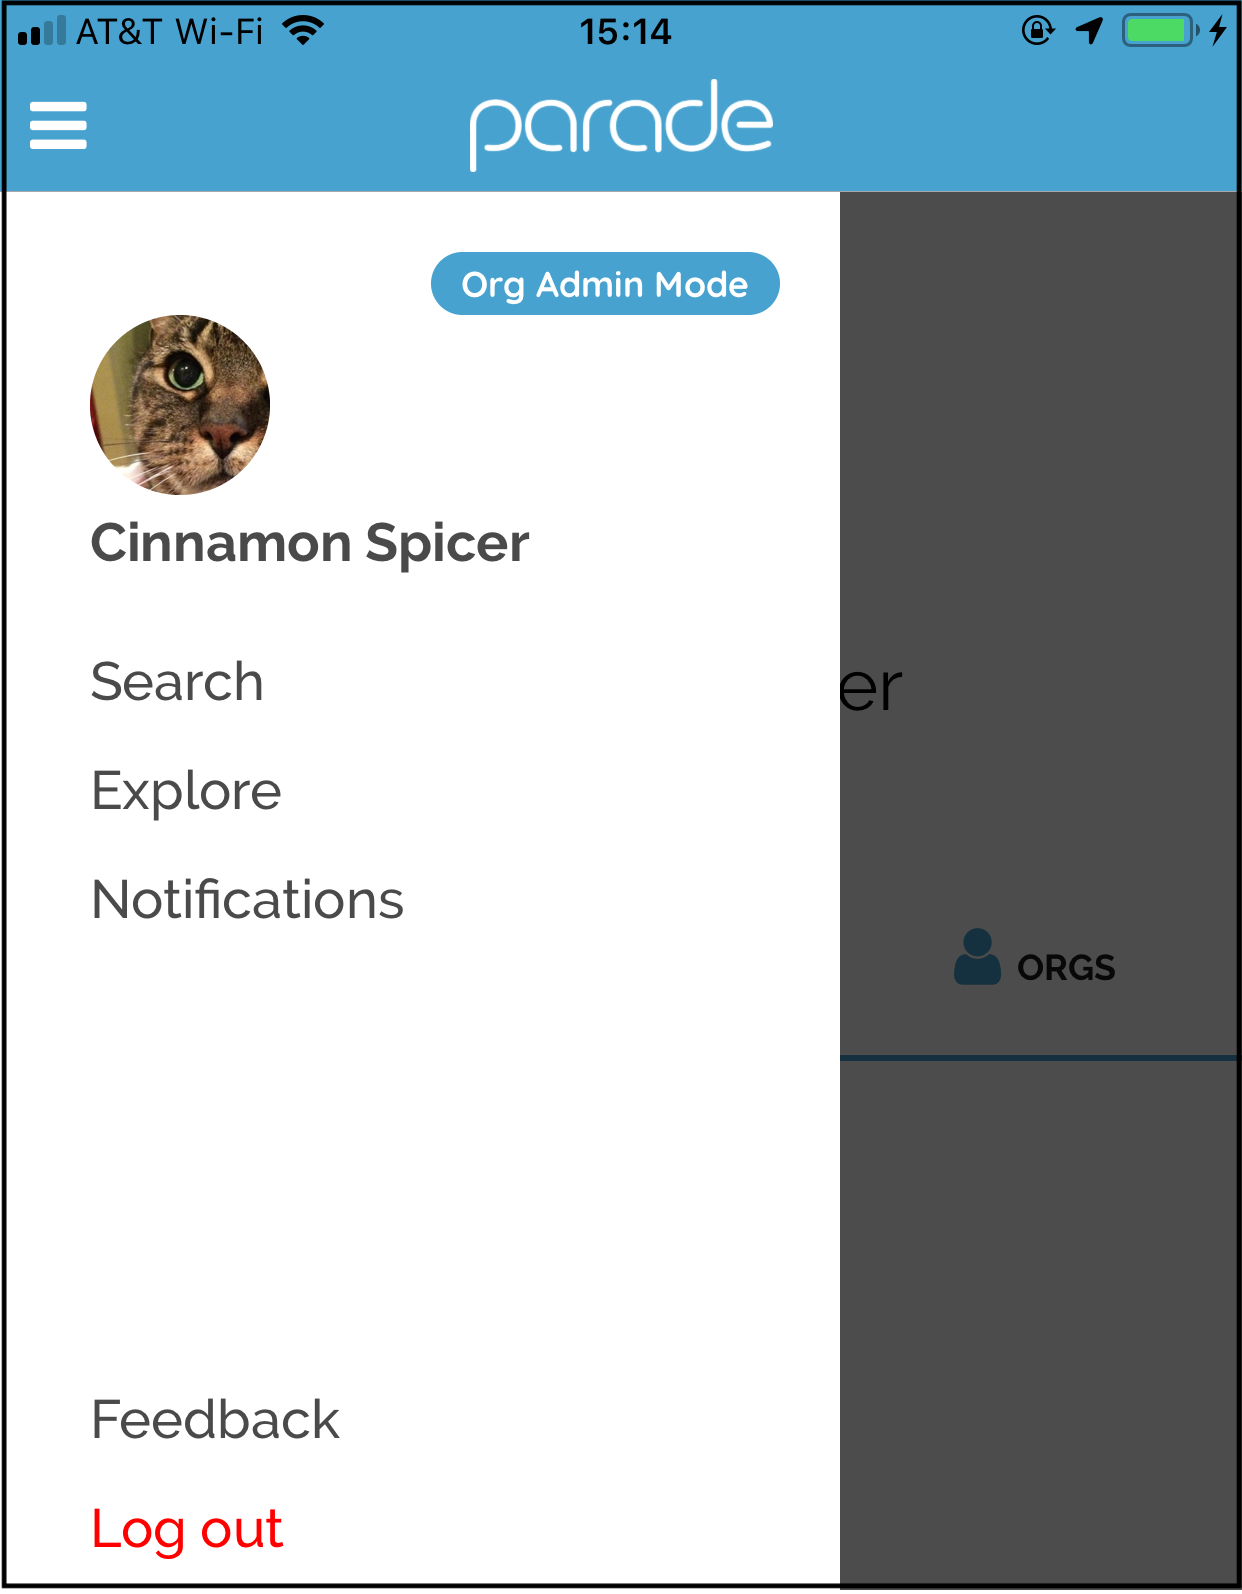 AT&T Wi-Fi 15:14
parade
Org Admin Mode
Cinnamon Spicer
Search
er
Explore
Notifications
ORGS
Feedback
Log out